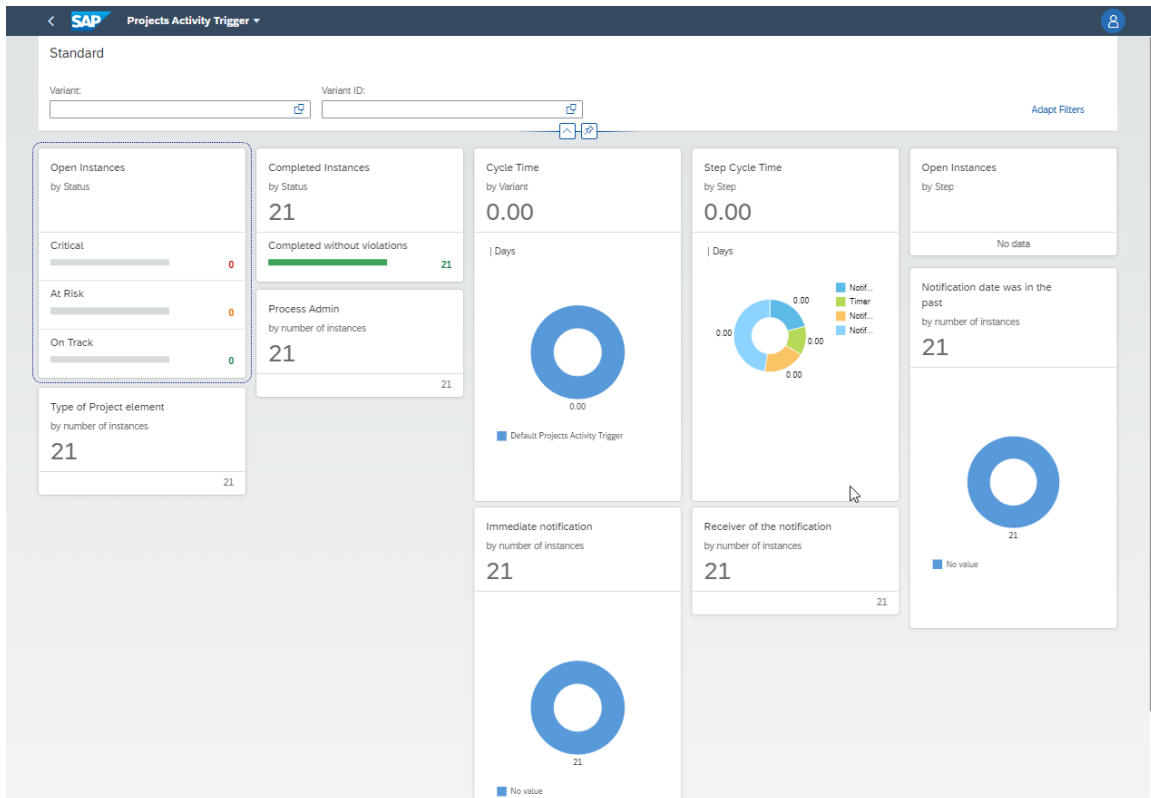 SAP Projects Activity Trigger
Standard
Variant:
Variant ID:
Adapt Filters
Open Instances
by Status
Critical
0
At Risk
0
On Track
0
Type of Project element
by number of instances
21
21
Completed Instances
by Status
21
Completed without violations
21
Process Admin
by number of instances
21
21
Cycle Time
by Variant
0.00
| Days
0.00
Default Projects Activity Trigger
Immediate notification
by number of instances
21
21
No value
Step Cycle Time
by Step
0.00
| Days
0.00
0.00
0.00
0.00
Notif...
Timer
Notif...
Notif...
Receiver of the notification
by number of instances
21
21
Open Instances
by Step
No data
Notification date was in the
past
by number of instances
21
21
No value